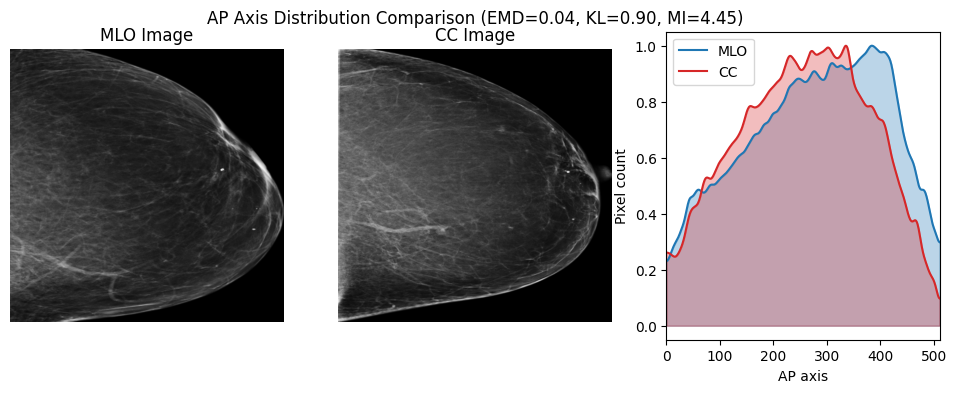 AP Axis Distribution Comparison (EMD=0.04, KL=0.90, MI=4.45)
MLO Image
CC Image
MLO
CC
Pixel count
1.0
0.8
0.6
0.4
0.2
0.0
0 100 200 300 400 500
AP axis